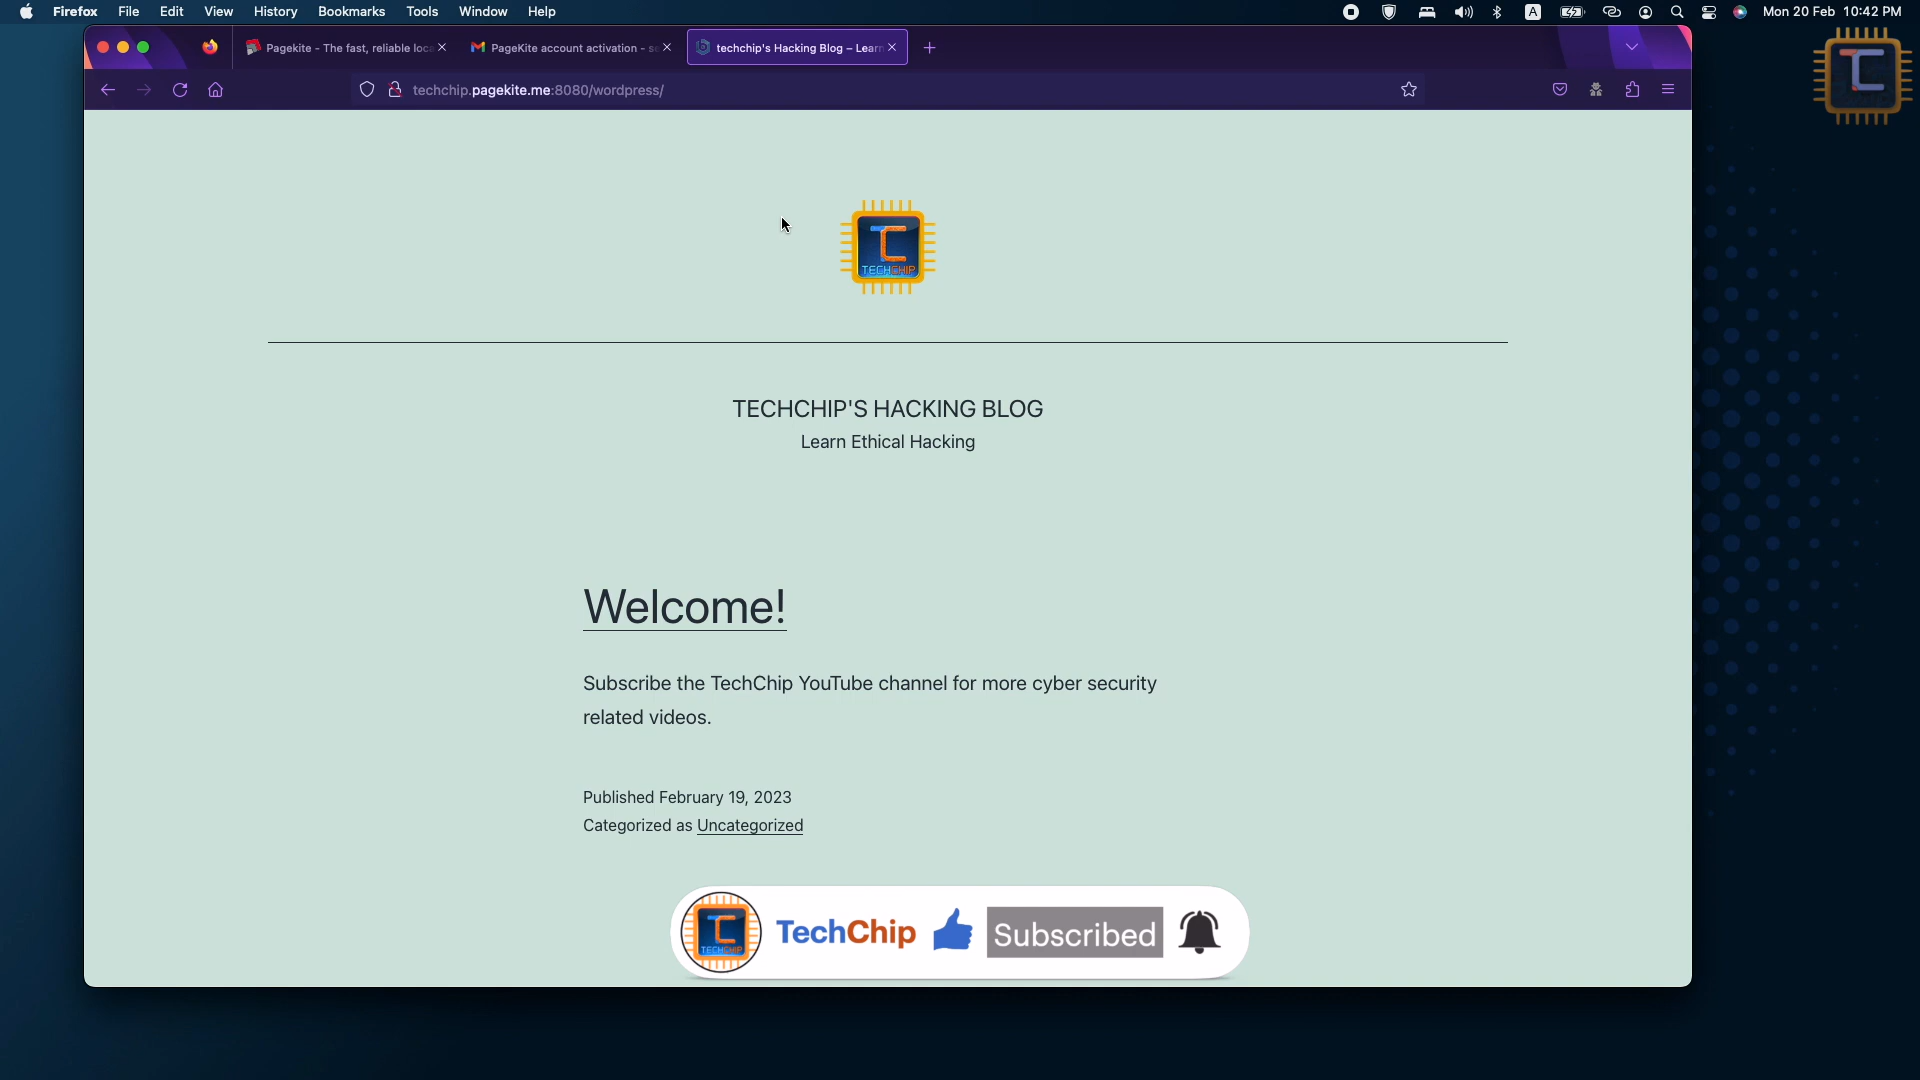 Firefox File Edit View History Bookmarks Tools Window Help
A
Mon 20 Feb 10:42 PM
Pagekite - The fast, reliable loc
PageKite account activation - s
techchip's Hacking Blog – Lear
techchip.pagekite.me:8080/wordpress/
TC
TC
TECHCHIP
TECHCHIP'S HACKING BLOG
Learn Ethical Hacking
Welcome!
Subscribe the TechChip YouTube channel for more cyber security
related videos.
Published February 19, 2023
Categorized as Uncategorized
TC
TECHCHIP
TechChip
Subscribed